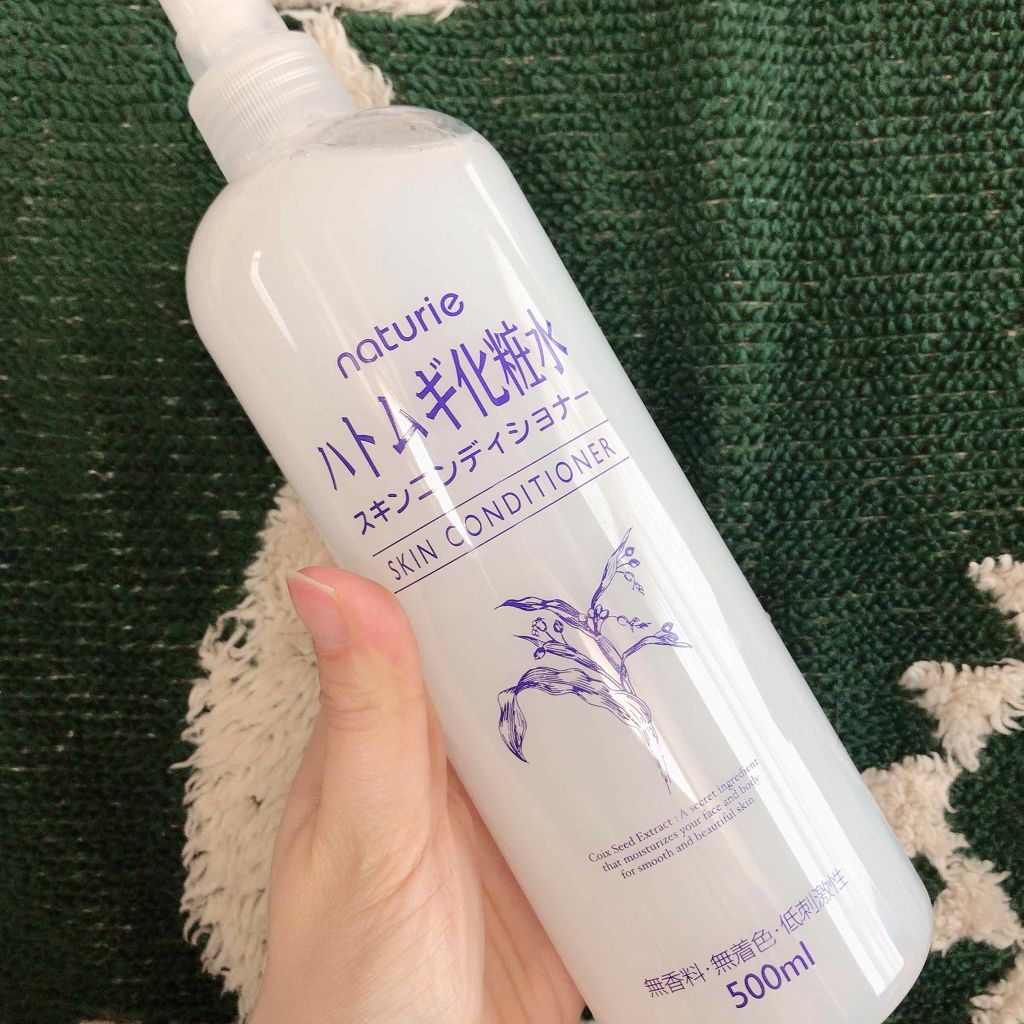 naturie
ハトムギ化粧水
スキンコンディショナー
SKIN CONDITIONER
Coix Seed Extract : A secret ingredient
that moisturizes your face and body
for smooth and beautiful skin.
無香料·無着色·低刺激性
500ml